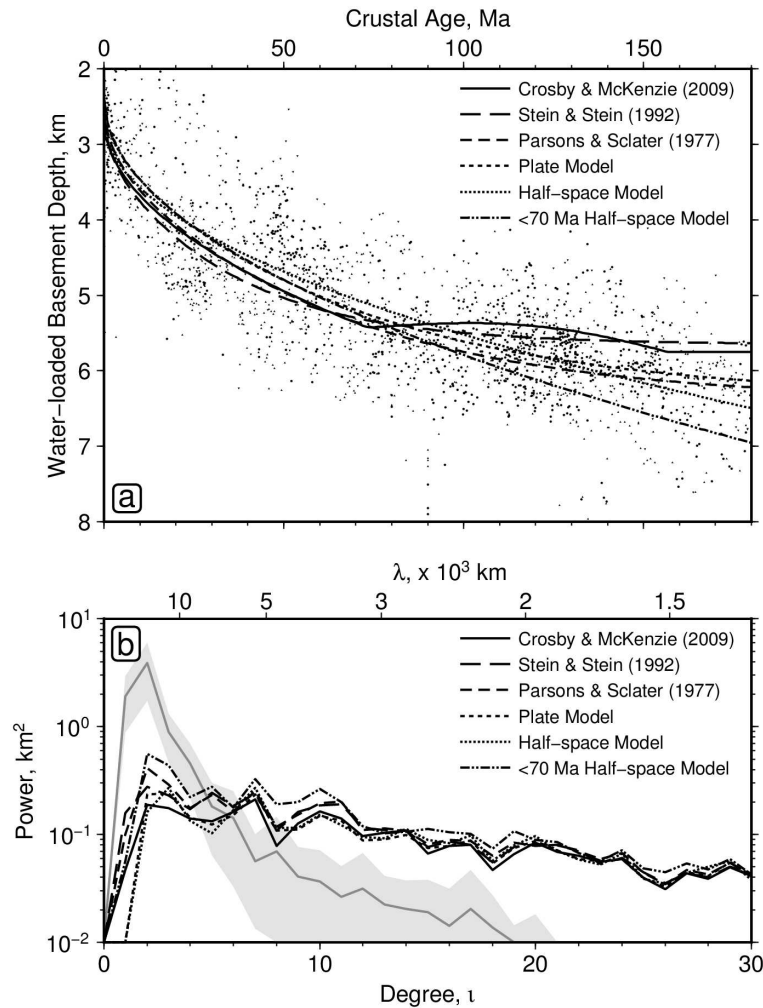 Crustal Age, Ma
0 50 100 150
Water-loaded Basement Depth, km
2
3
4
5
6
7
8
Crosby & McKenzie (2009)
Stein & Stein (1992)
Parsons & Sclater (1977)
Plate Model
Half-space Model
<70 Ma Half-space Model
a
λ, x 10³ km
10 5 3 2 1.5
Power, km²
10¹
10⁰
10⁻¹
10⁻²
b
Crosby & McKenzie (2009)
Stein & Stein (1992)
Parsons & Sclater (1977)
Plate Model
Half-space Model
<70 Ma Half-space Model
0 10 20 30
Degree, ι